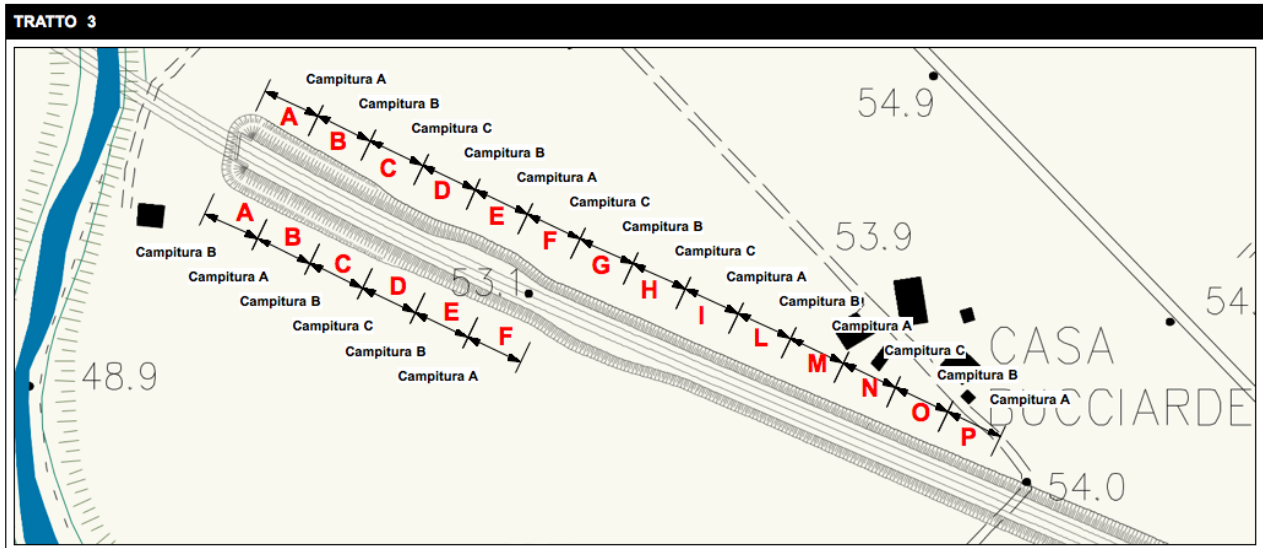 TRATTO 3
Campitura A
Campitura B
Campitura C
Campitura B
Campitura A
Campitura C
Campitura B
Campitura C
Campitura A
Campitura B
Campitura A
Campitura C
Campitura B
Campitura A
A
B
C
D
E
F
G
H
I
L
M
N
O
P
A
B
C
D
E
F
Campitura B
Campitura A
Campitura B
Campitura C
Campitura B
Campitura A
54.9
53.9
53.1
54.
48.9
CASA
BUCCIARDE
54.0